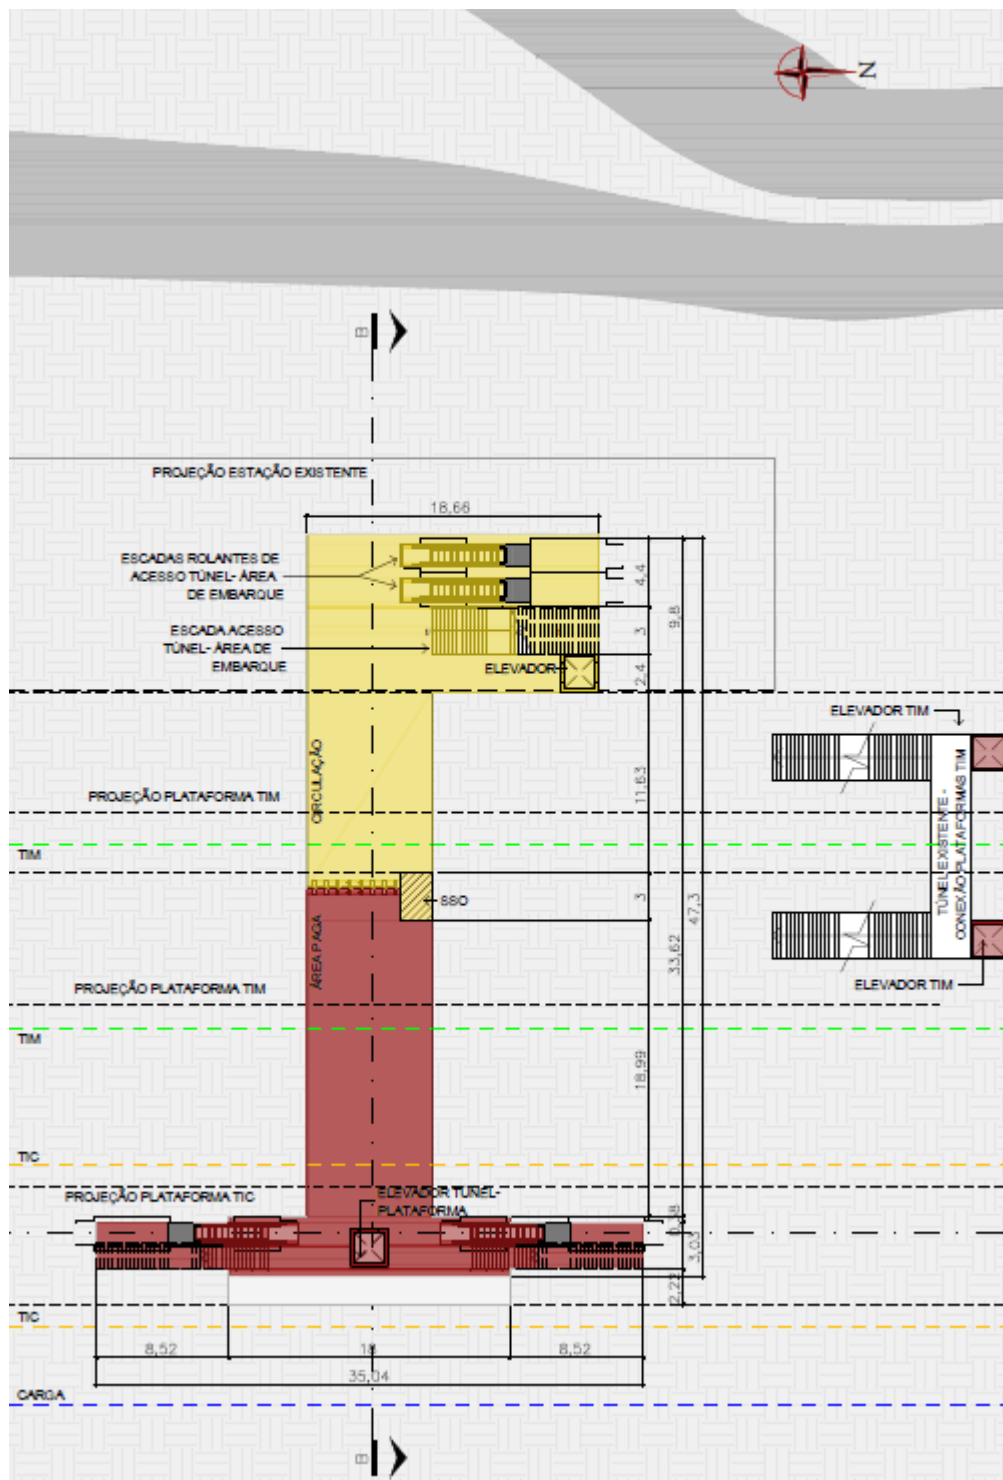 N
B
PROJEÇÃO ESTAÇÃO EXISTENTE
18,66
ESCADAS ROLANTES DE
ACESSO TÚNEL- ÁREA
DE EMBARQUE
4,4
9,8
ESCADA ACESSO
TÚNEL- ÁREA DE
EMBARQUE
3
ELEVADOR
2,4
ELEVADOR TIM
CIRCULAÇÃO
11,63
PROJEÇÃO PLATAFORMA TIM
TÚNEL EXISTENTE -
CONEXÃO PLATAFORMAS TIM
TIM
SSO
3
47,3
33,62
ÁREA PAGA
PROJEÇÃO PLATAFORMA TIM
ELEVADOR TIM
TIM
18,99
TIC
PROJEÇÃO PLATAFORMA TIC
ELEVADOR TUNEL-
PLATAFORMA
0,38
3,03
2,22
TIC
8,52
18
8,52
35,04
CARGA
B